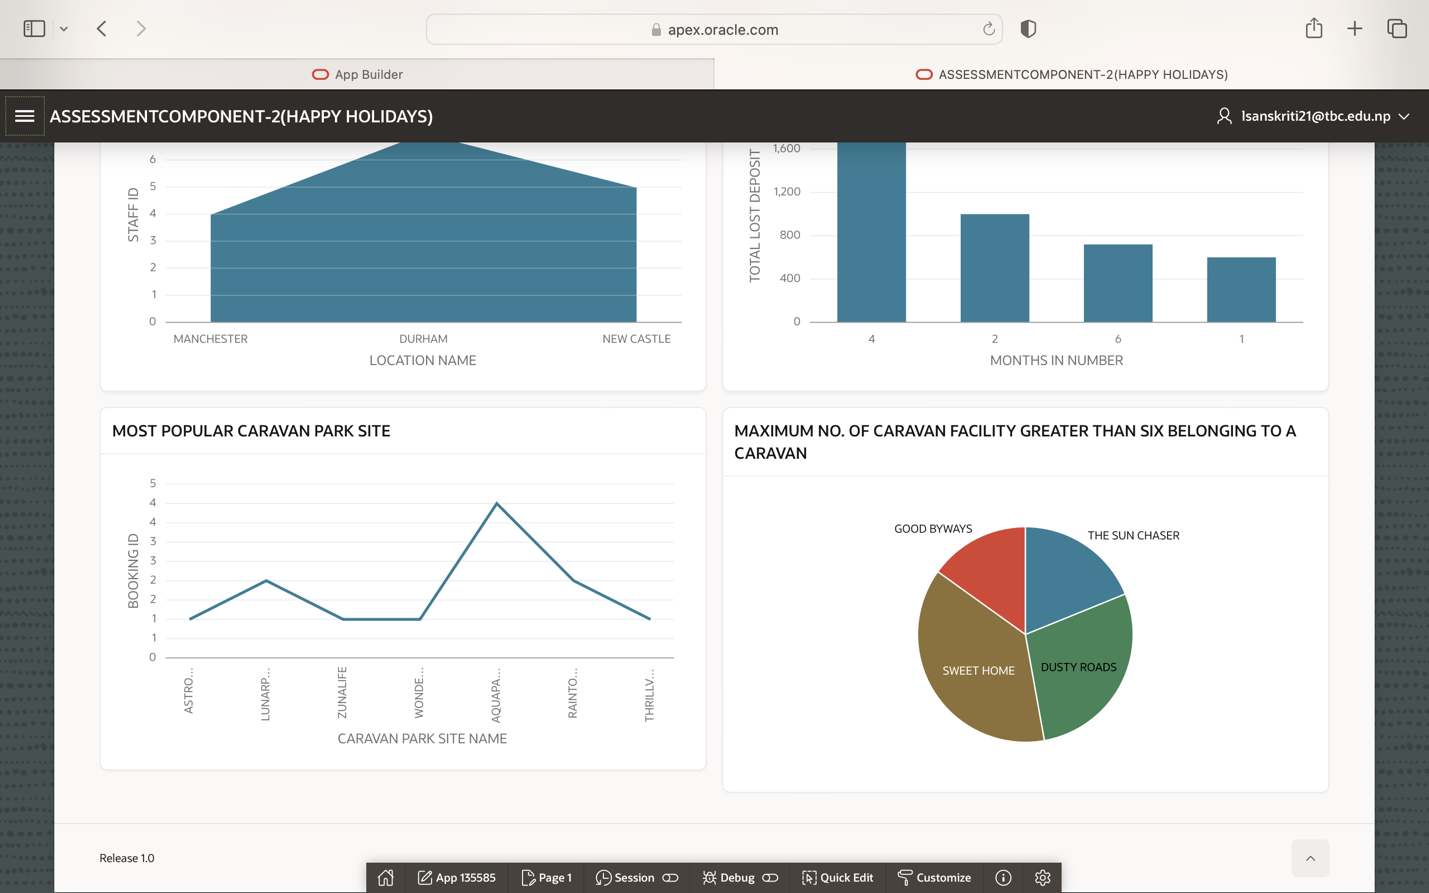 apex.oracle.com
App Builder
ASSESSMENTCOMPONENT-2(HAPPY HOLIDAYS)
ASSESSMENTCOMPONENT-2(HAPPY HOLIDAYS)
lsanskriti21@tbc.edu.np
STAFF ID
6
5
4
3
2
1
0
MANCHESTER
DURHAM
NEW CASTLE
LOCATION NAME
TOTAL LOST DEPOSIT
1,600
1,200
800
400
0
4
2
6
1
MONTHS IN NUMBER
MOST POPULAR CARAVAN PARK SITE
BOOKING ID
5
4
4
3
3
2
2
1
1
0
ASTRO...
LUNARP...
ZUNALIFE
WONDE...
AQUAPA...
RAINTO...
THRILLV...
CARAVAN PARK SITE NAME
MAXIMUM NO. OF CARAVAN FACILITY GREATER THAN SIX BELONGING TO A
CARAVAN
GOOD BYWAYS
THE SUN CHASER
SWEET HOME
DUSTY ROADS
Release 1.0
App 135585
Page 1
Session
Debug
Quick Edit
Customize